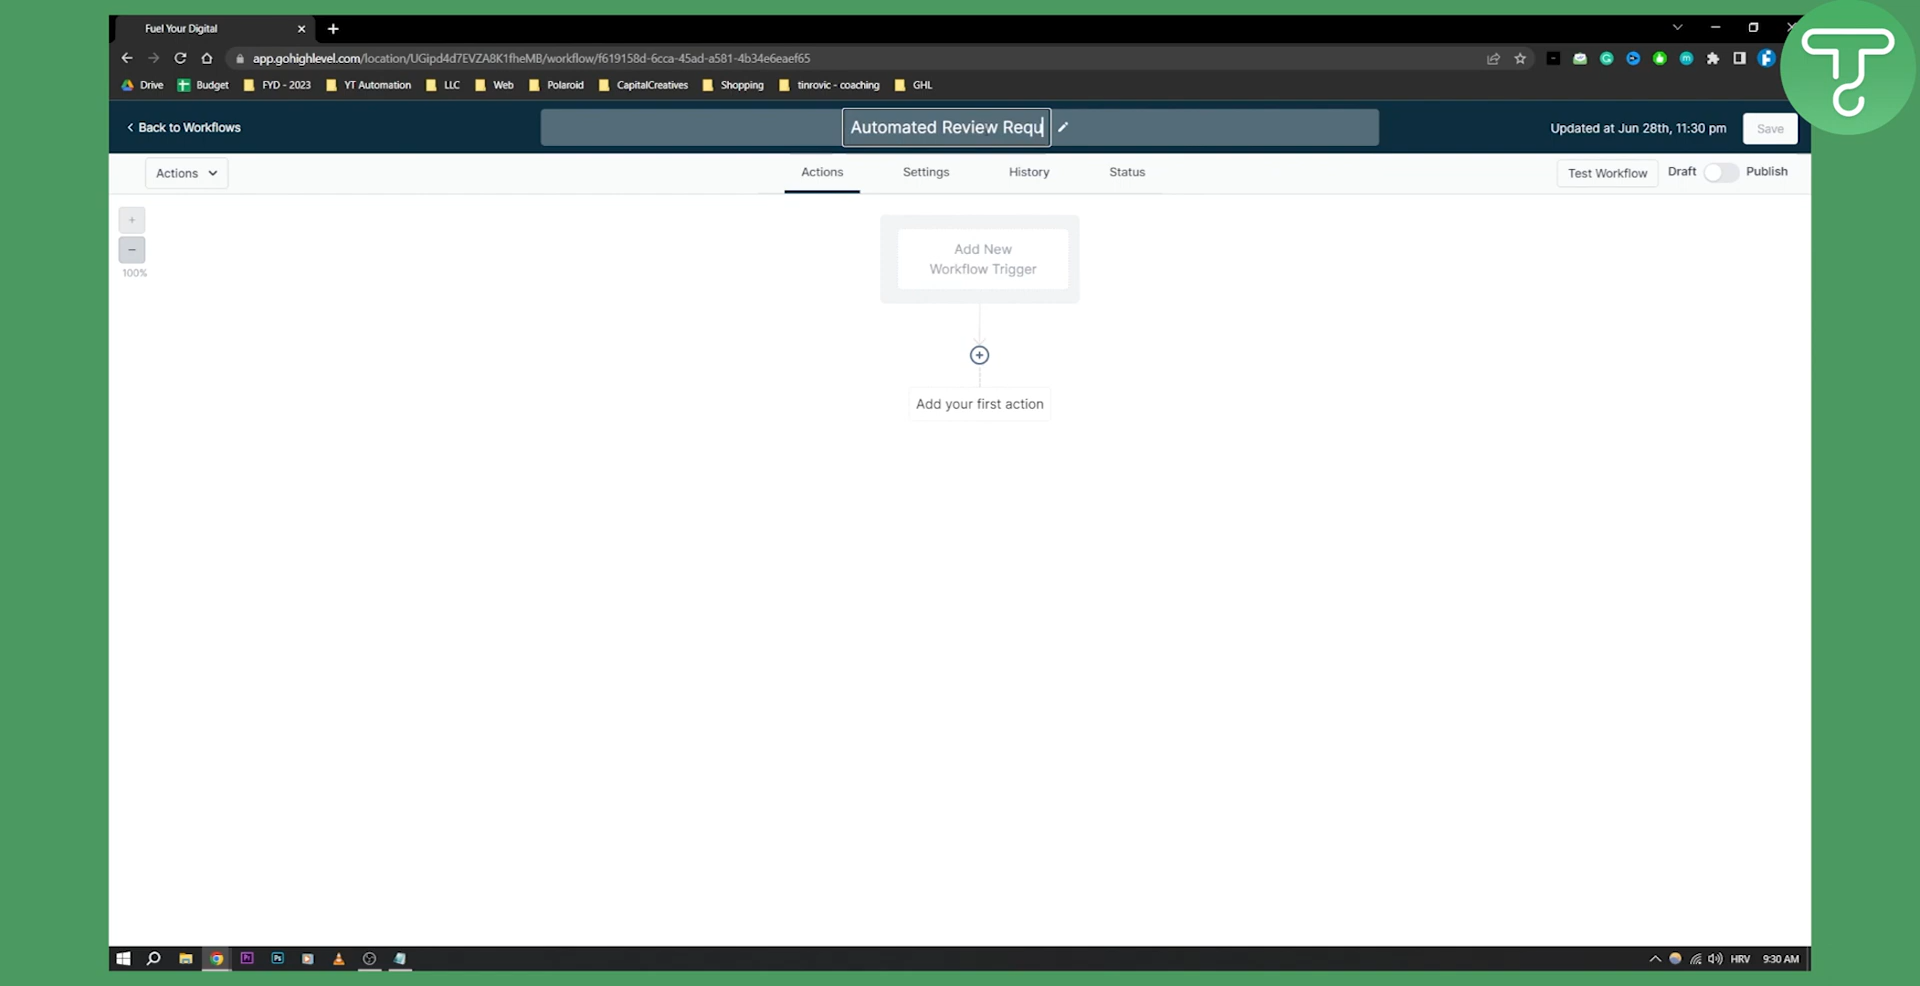 Fuel Your Digital
app.gohighlevel.com/location/UGipd4d7EVZA8K1fheMB/workflow/f619158d-6cca-45ad-a581-4b34e6eaef65
Drive Budget FYD - 2023 YT Automation LLC Web Polaroid CapitalCreatives Shopping tinrovic - coaching GHL
Back to Workflows Automated Review Requ Updated at Jun 28th, 11:30 pm Save
Actions Actions Settings History Status Test Workflow Draft Publish
100%
Add New
Workflow Trigger
Add your first action
HRV 9:30 AM